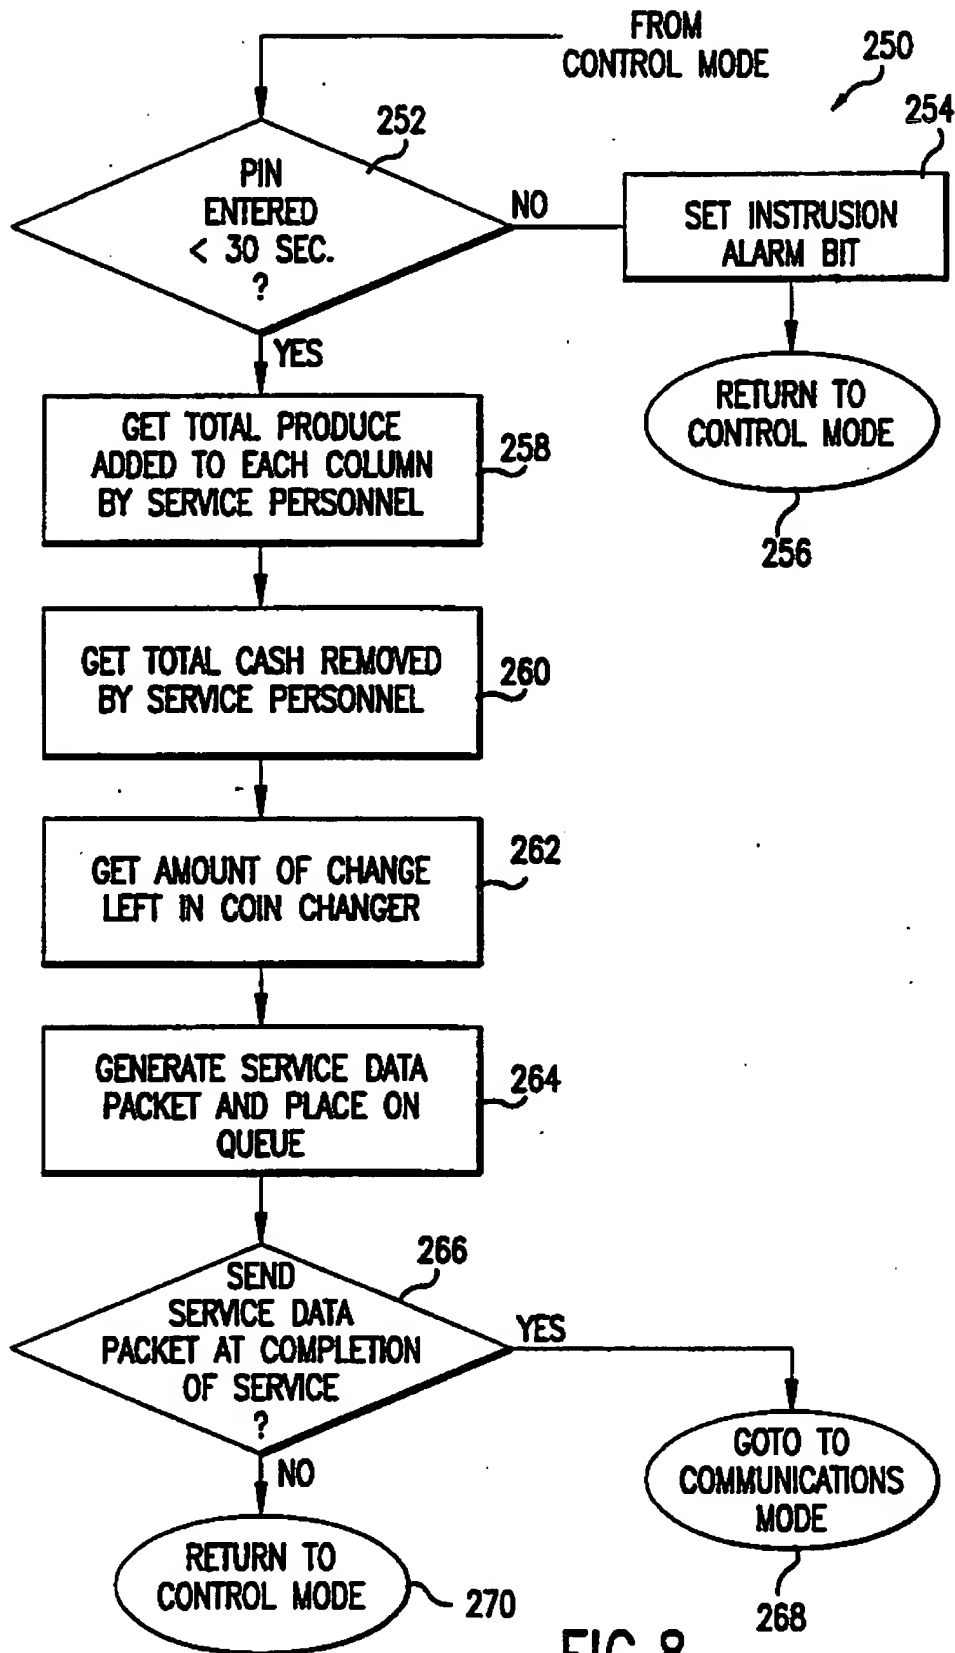 FROM
CONTROL MODE
250
252
254
PIN
ENTERED
< 30 SEC.
?
NO
SET INSTRUSION
ALARM BIT
YES
RETURN TO
CONTROL MODE
256
GET TOTAL PRODUCE
ADDED TO EACH COLUMN
BY SERVICE PERSONNEL
258
GET TOTAL CASH REMOVED
BY SERVICE PERSONNEL
260
GET AMOUNT OF CHANGE
LEFT IN COIN CHANGER
262
GENERATE SERVICE DATA
PACKET AND PLACE ON
QUEUE
264
266
SEND
SERVICE DATA
PACKET AT COMPLETION
OF SERVICE
?
YES
NO
GOTO TO
COMMUNICATIONS
MODE
268
RETURN TO
CONTROL MODE
270
FIG. 8